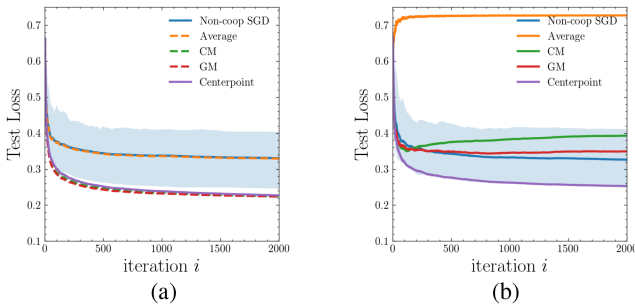 Non-coop SGD
Average
CM
GM
Centerpoint
Test Loss
0.7
0.6
0.5
0.4
0.3
0.2
0.1
0 500 1000 1500 2000
iteration i
(a)
Non-coop SGD
Average
CM
GM
Centerpoint
Test Loss
0.7
0.6
0.5
0.4
0.3
0.2
0.1
0 500 1000 1500 2000
iteration i
(b)